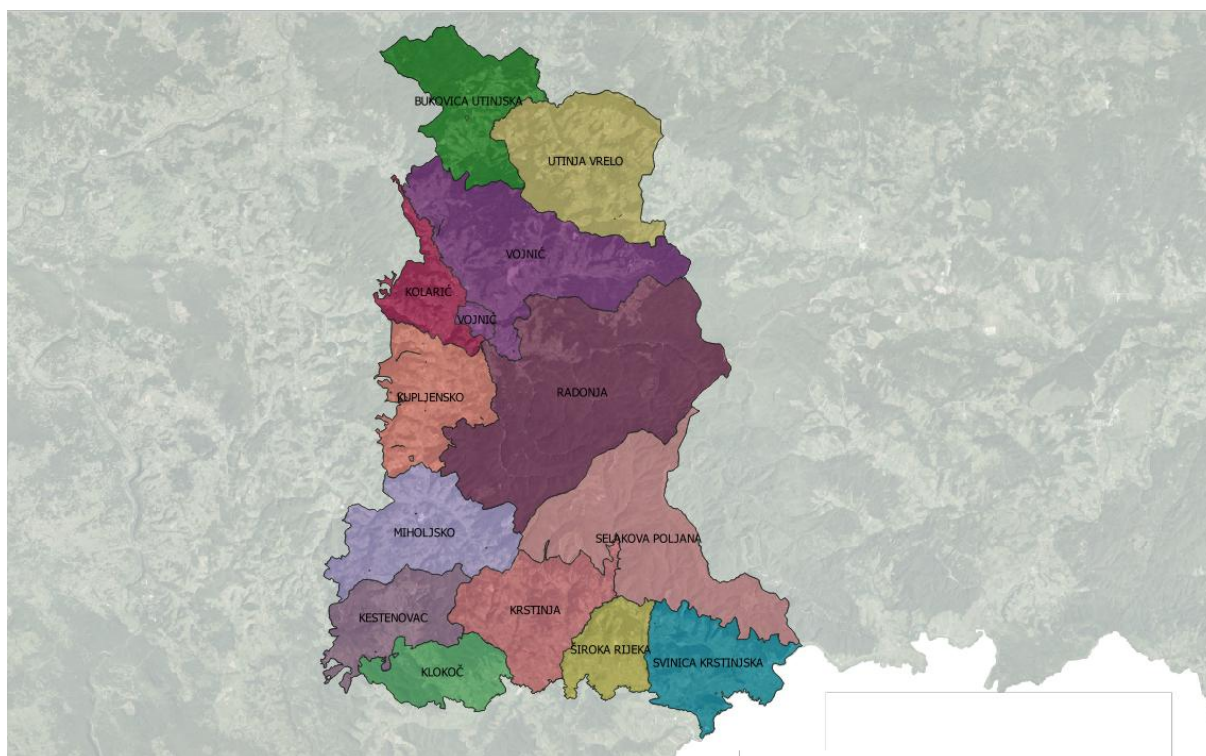 BUKOVICA UTINJSKA
UTINJA VRELO
VOJNIĆ
KOLARIĆ
VOJNIĆ
RADONJA
KUPLJENSKO
MIHOLJSKO
SELAKOVA POLJANA
KRSTINJA
KESTENOVAC
ŠIROKA RIJEKA
SVINICA KRSTINJSKA
KLOKOČ